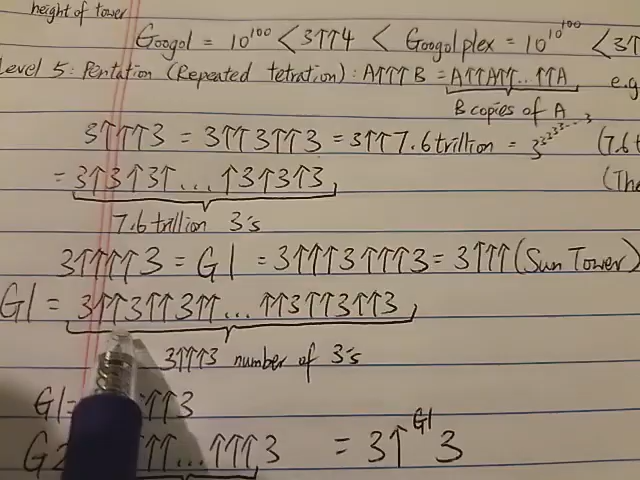 height of tower
Googol = 10¹⁰⁰ < 3↑↑4 < Googolplex = 10^10^100 < 3↑
Level 5: Pentation (Repeated tetration): A↑↑↑B = A↑↑A↑↑..↑↑A e.g
B copies of A
3↑↑↑3 = 3↑↑3↑↑3 = 3↑↑7.6 trillion = 3^3^3^3...3 (7.6 t
= 3↑3↑3↑...↑3↑3↑3 (The
7.6 trillion 3's
3↑↑↑↑3 = G1 = 3↑↑↑3↑↑↑3 = 3↑↑↑(Sun Tower)
G1 = 3↑↑3↑↑3↑↑...↑↑3↑↑3↑↑3
3↑↑↑3 number of 3's
G1= ↑↑3
G2 ↑↑...↑↑↑3 = 3↑^G1 3